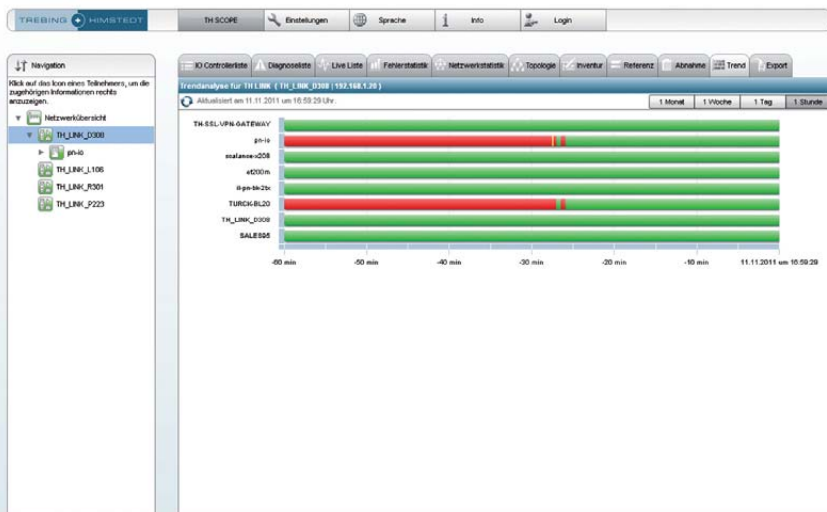 TREBING + HIMSTEDT
TH SCOPE
Einstellungen
Sprache
Info
Login
Navigation
Klick auf das Icon eines Teilnehmers, um die
zugehörigen Informationen rechts
anzuzeigen.
Netzwerkübersicht
TH_LINK_D308
pn-io
TH_LINK_L106
TH_LINK_R301
TH_LINK_P223
IO Controllerliste
Diagnoseliste
Live Liste
Fehlerstatistik
Netzwerkstatistik
Topologie
Inventur
Referenz
Abnahme
Trend
Export
Trendanalyse für TH LINK ( TH_LINK_D308 | 192.168.1.20 )
Aktualisiert am 11.11.2011 um 16:59:29 Uhr.
1 Monat
1 Woche
1 Tag
1 Stunde
TH-SSL-VPN-GATEWAY
pn-io
scalance-x208
et200m
il-pn-bk-2tx
TURCK-BL20
TH_LINK_D308
SALES95
-60 min
-50 min
-40 min
-30 min
-20 min
-10 min
11.11.2011 um 16:59:29